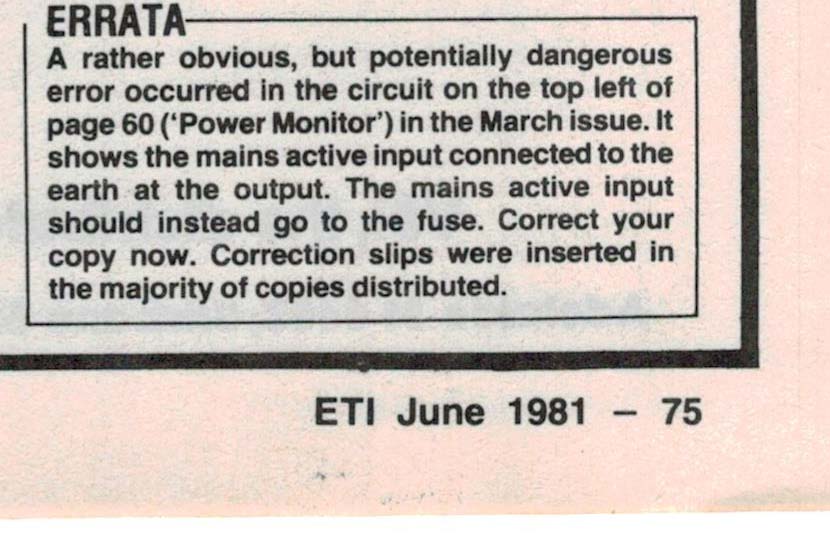 ERRATA
A rather obvious, but potentially dangerous
error occurred in the circuit on the top left of
page 60 (‘Power Monitor’) in the March issue. It
shows the mains active input connected to the
earth at the output. The mains active input
should instead go to the fuse. Correct your
copy now. Correction slips were inserted in
the majority of copies distributed.
ETI June 1981 – 75